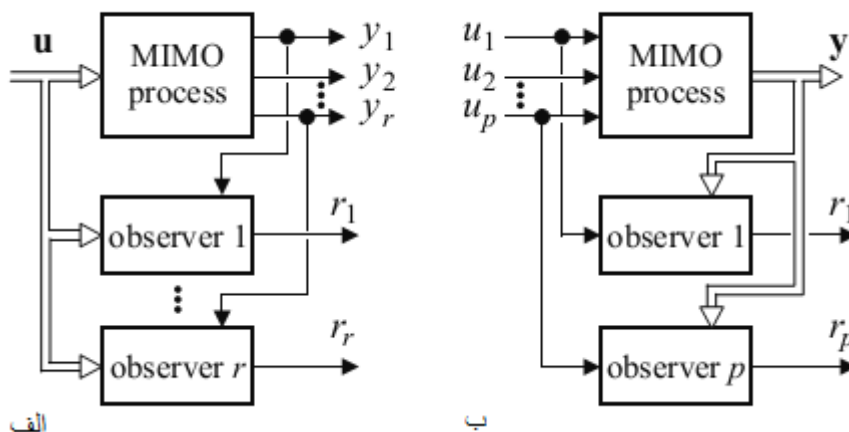 u
MIMO
process
y1
y2
yr
observer 1
r1
observer r
rr
الف
u1
u2
up
MIMO
process
y
observer 1
r1
observer p
rp
ب